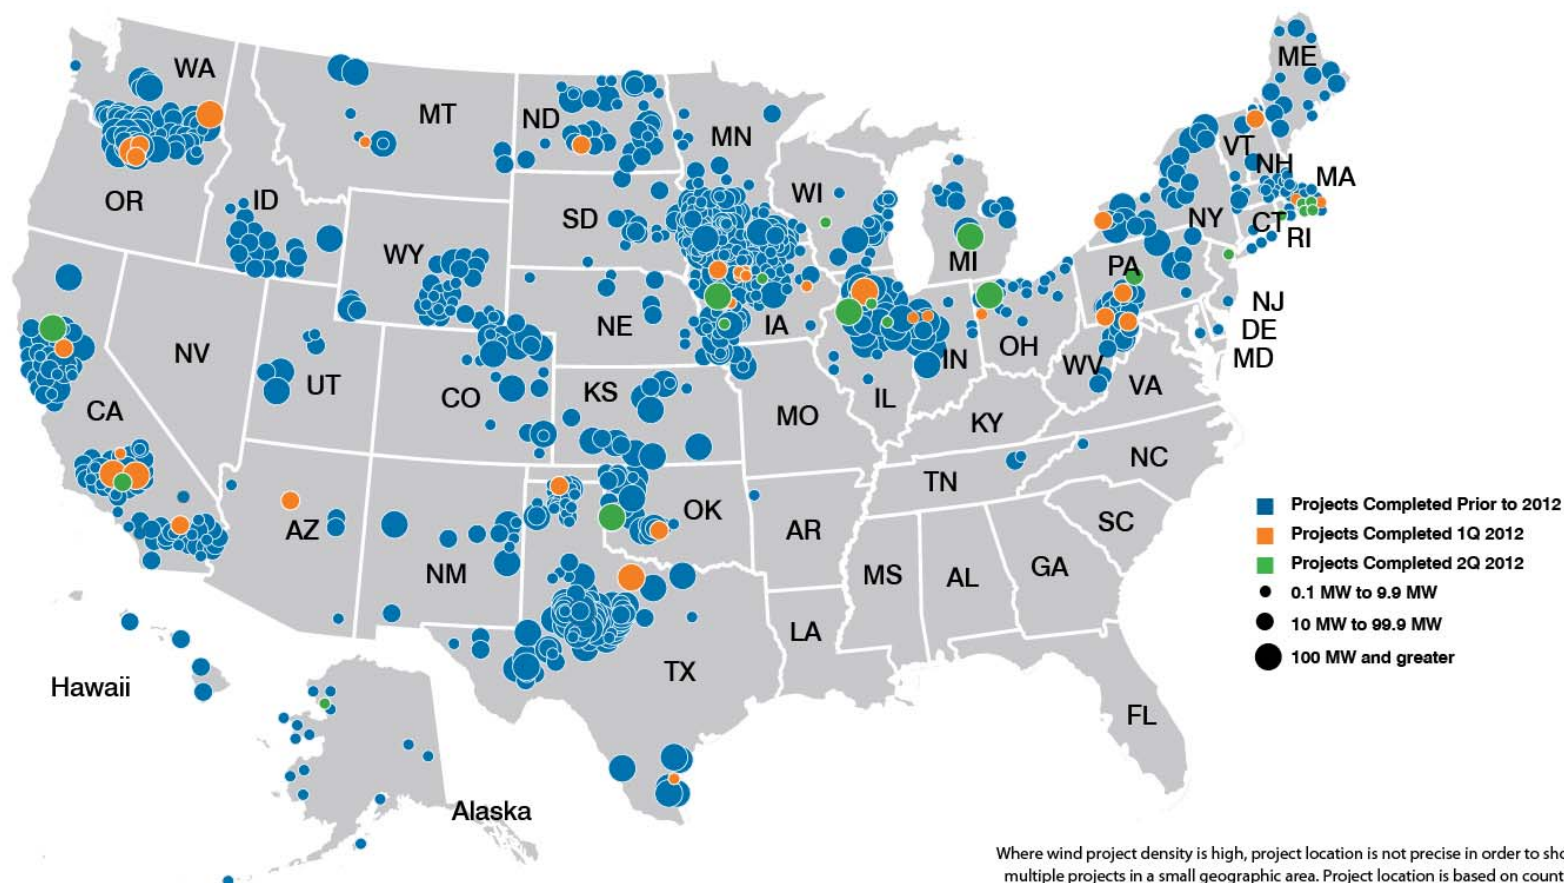 WA
MT
ND
MN
ME
VT
NH
MA
OR
ID
SD
WI
NY
CT
RI
WY
MI
PA
NE
IA
NJ
DE
MD
NV
UT
CO
KS
IL
IN
OH
WV
VA
CA
MO
KY
NC
TN
AZ
NM
OK
AR
SC
MS
AL
GA
LA
TX
FL
Hawaii
Alaska
Projects Completed Prior to 2012
Projects Completed 1Q 2012
Projects Completed 2Q 2012
0.1 MW to 9.9 MW
10 MW to 99.9 MW
100 MW and greater
Where wind project density is high, project location is not precise in order to sho
multiple projects in a small geographic area. Project location is based on count